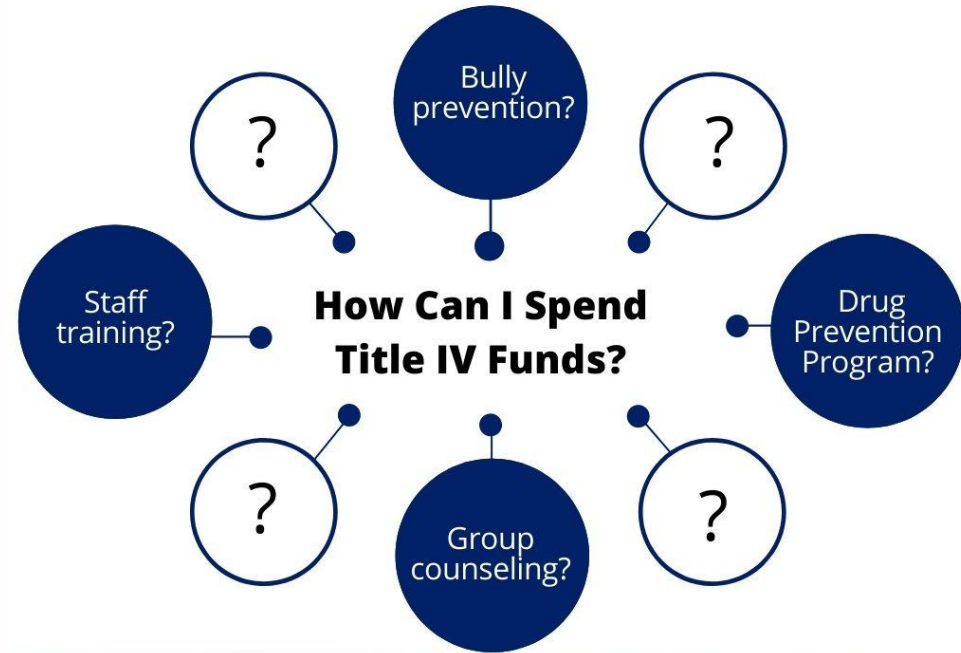 Bully
prevention?
?
?
Staff
training?
How Can I Spend
Title IV Funds?
Drug
Prevention
Program?
?
?
Group
counseling?